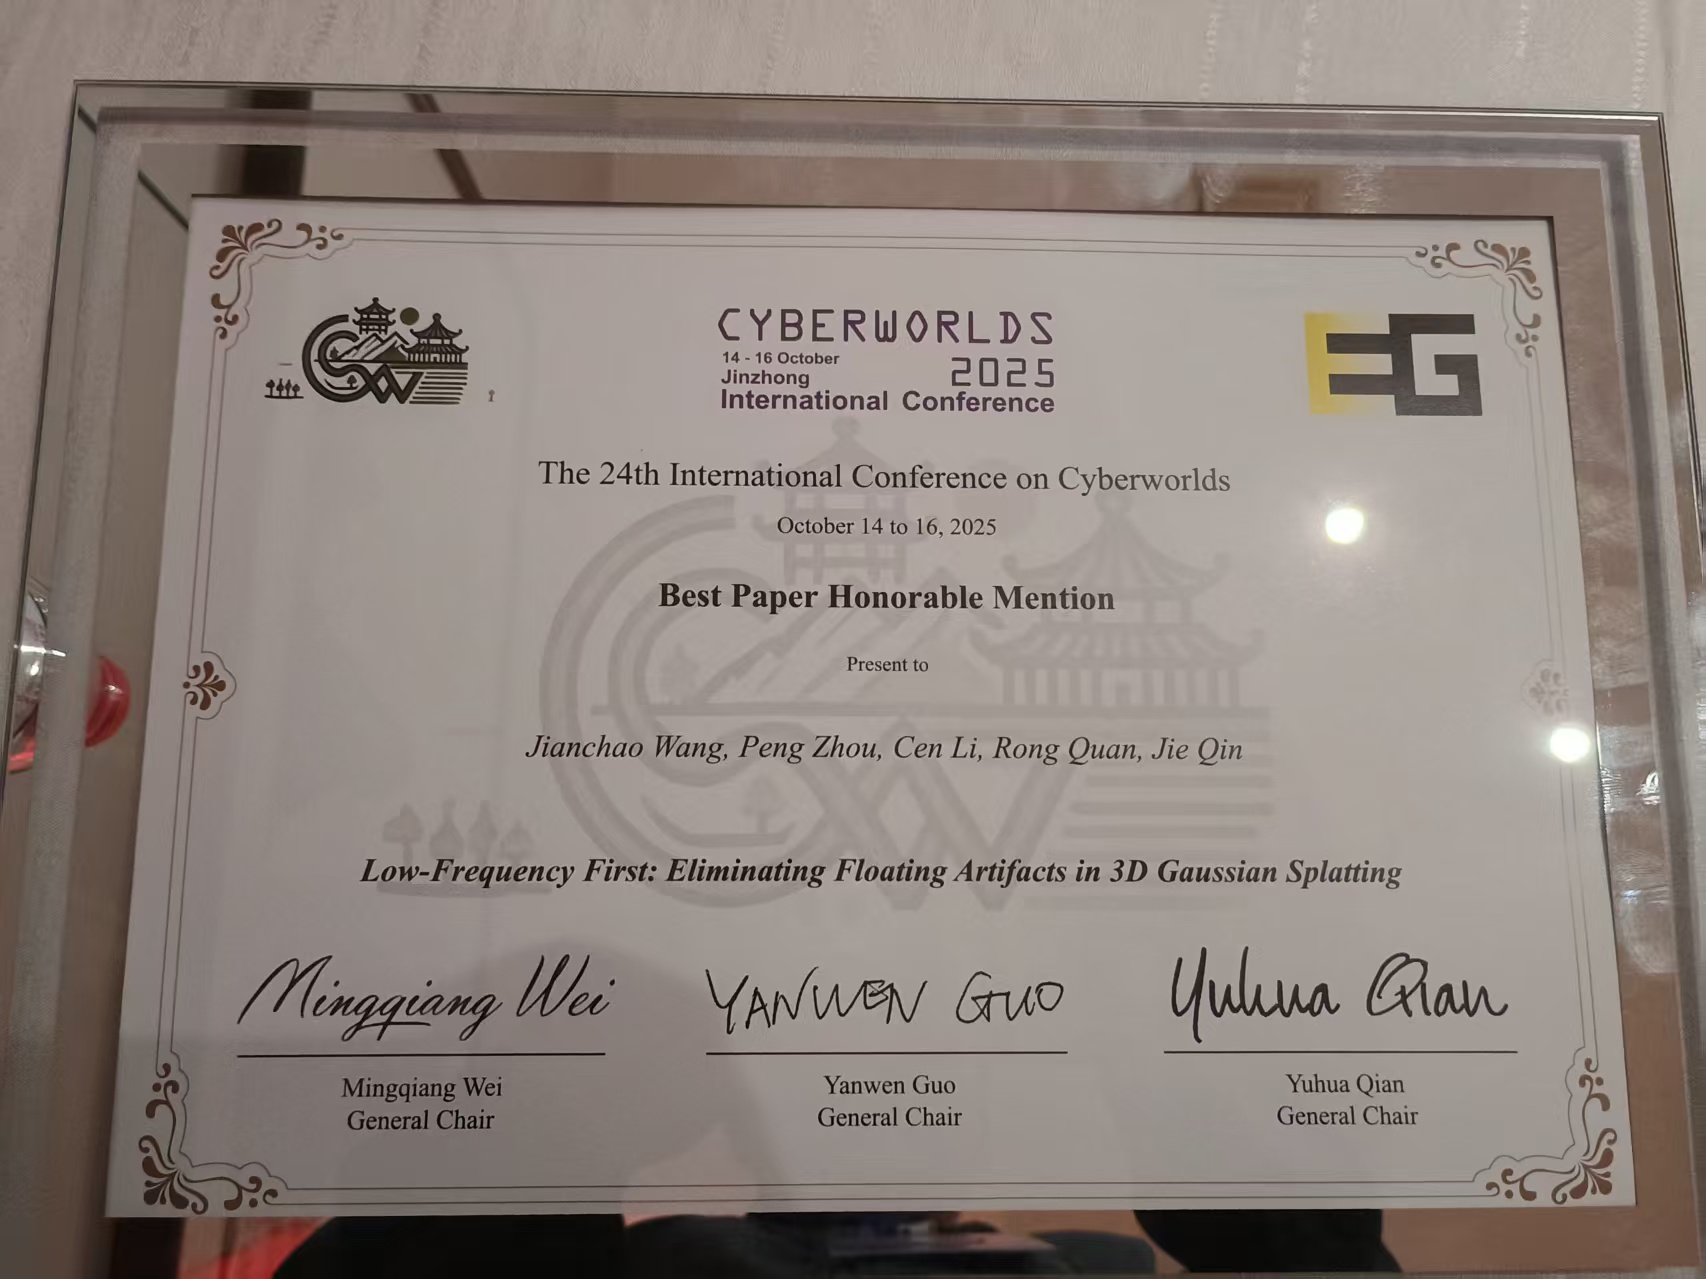 CW
CYBERWORLDS
14 - 16 October
Jinzhong
2025
International Conference
EG
The 24th International Conference on Cyberworlds
October 14 to 16, 2025
Best Paper Honorable Mention
Present to
Jianchao Wang, Peng Zhou, Cen Li, Rong Quan, Jie Qin
Low-Frequency First: Eliminating Floating Artifacts in 3D Gaussian Splatting
Mingqiang Wei
YANWEN GUO
Yuhua Qian
Mingqiang Wei
General Chair
Yanwen Guo
General Chair
Yuhua Qian
General Chair